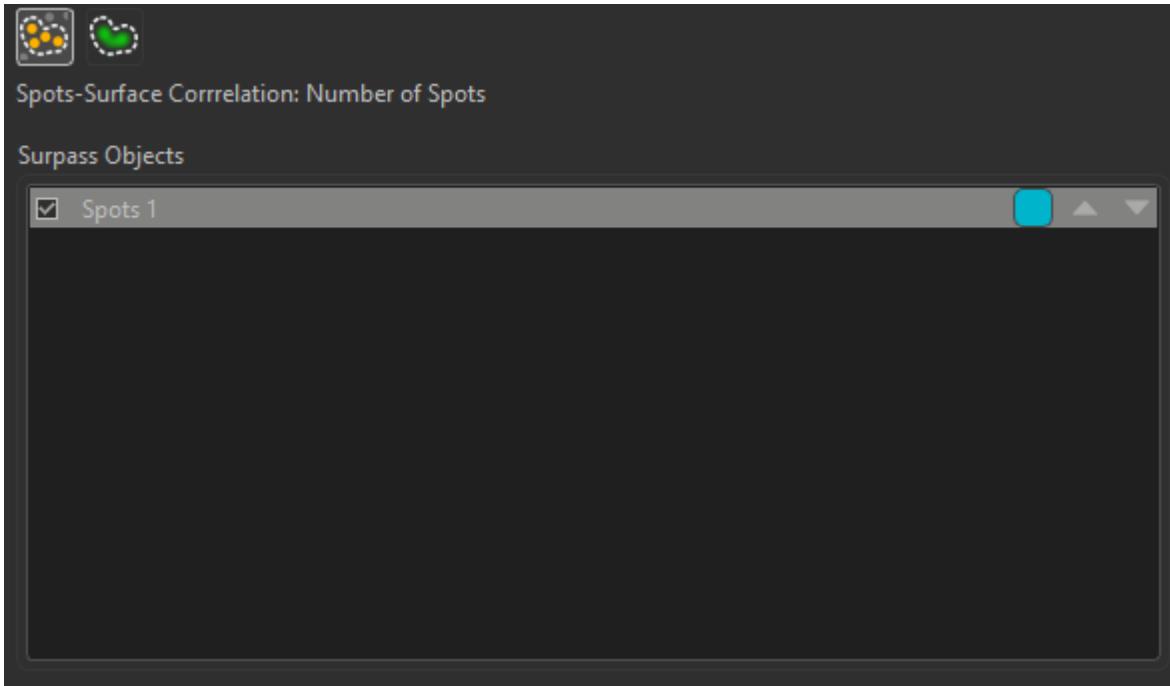 Spots-Surface Corrrelation: Number of Spots
Surpass Objects
Spots 1